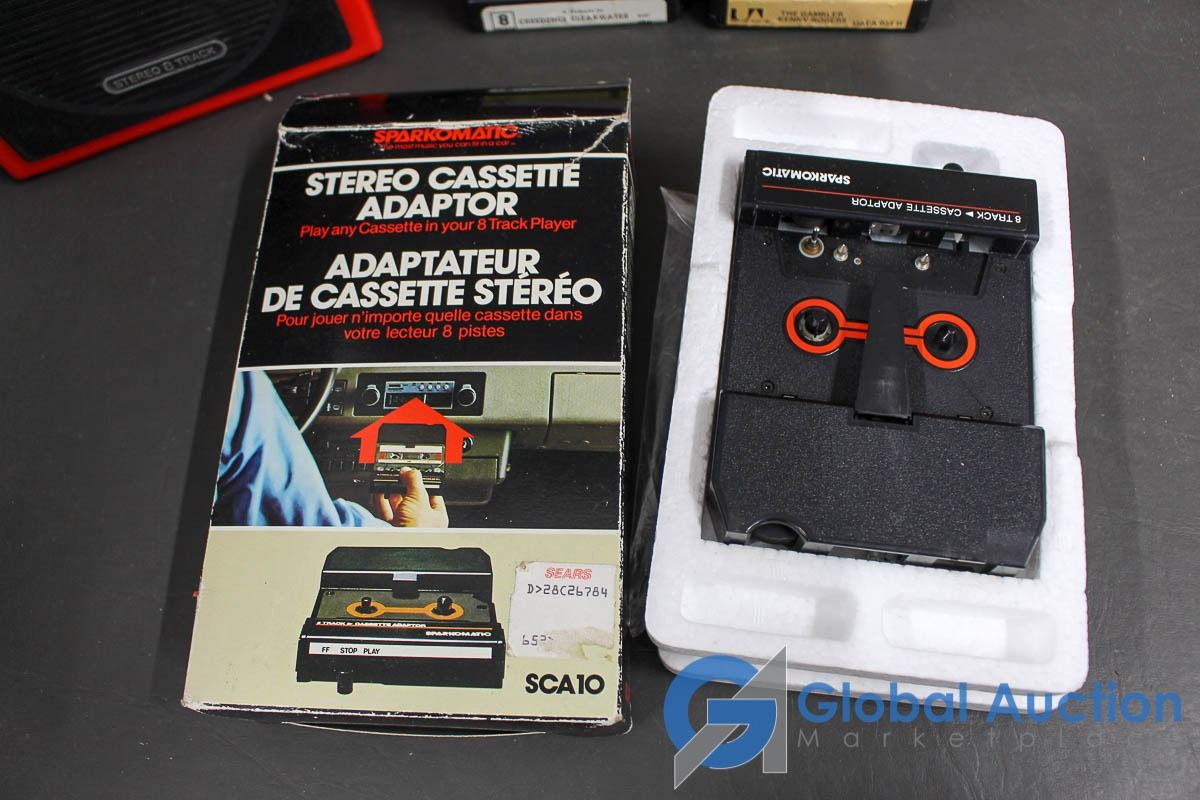 STEREO 8 TRACK
8
CREEDENCE CLEARWATER
THE GAMBLER
KENNY ROGERS
SPARKOMATIC
The most music you can fit in a car
STEREO CASSETTE
ADAPTOR
Play any Cassette in your 8 Track Player
ADAPTATEUR
DE CASSETTE STÉRÉO
Pour jouer n'importe quelle cassette dans
votre lecteur 8 pistes
8 TRACK ▶ CASSETTE ADAPTOR
SPARKOMATIC
FF STOP PLAY
SEARS
D>28C26784
SCA10
SPARKOMATIC
8 TRACK ▶ CASSETTE ADAPTOR
Global Auction
Marketplace